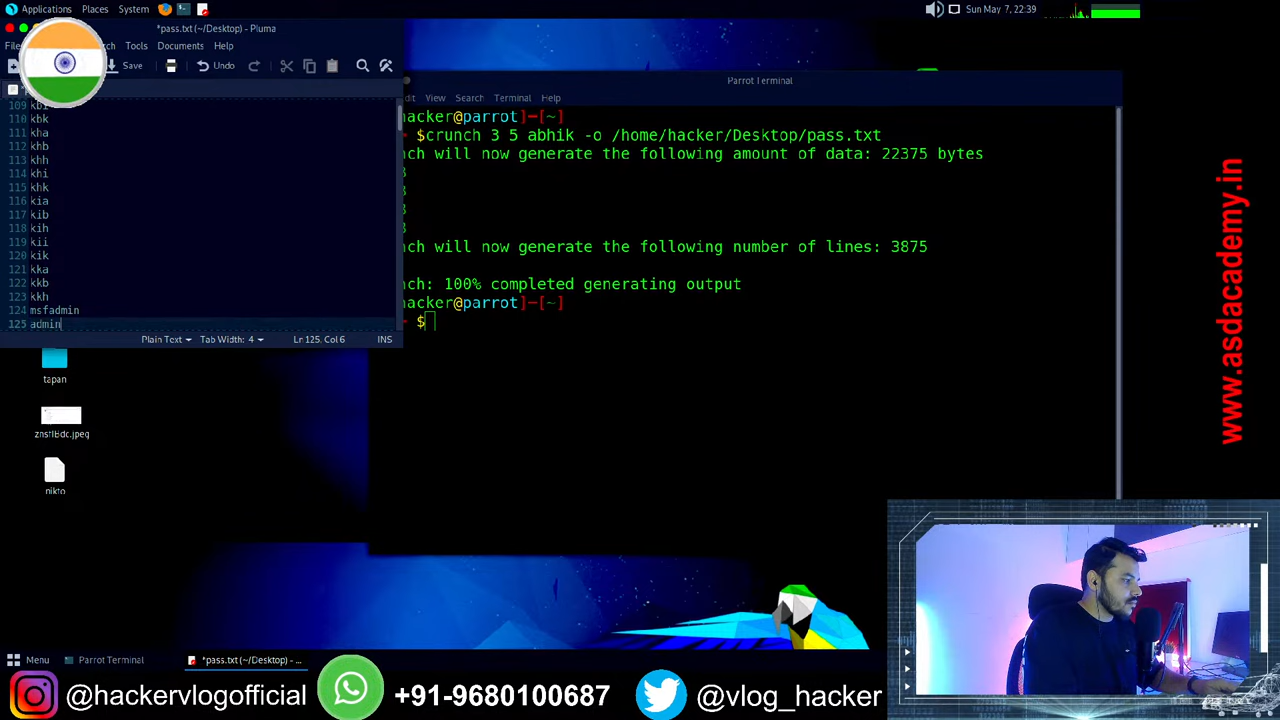 Applications Places System
Sun May 7, 22:39
*pass.txt (~/Desktop) - Pluma
Tools Documents Help
Save
Undo
Parrot Terminal
View Search Terminal Help
110 kbk
111 kha
112 khb
113 khh
114 khi
115 khk
116 kia
117 kib
118 kih
119 kii
120 kik
121 kka
122 kkb
123 kkh
124 msfadmin
125 admin
Plain Text Tab Width: 4 Ln 125, Col 6 INS
hacker@parrot]─[~]
$crunch 3 5 abhik -o /home/hacker/Desktop/pass.txt
nch will now generate the following amount of data: 22375 bytes
nch will now generate the following number of lines: 3875
nch: 100% completed generating output
hacker@parrot]─[~]
$
tapan
nikto
www.asdacademy.in
Menu Parrot Terminal *pass.txt (~/Desktop) - ...
@hackervlogofficial +91-9680100687 @vlog_hacker